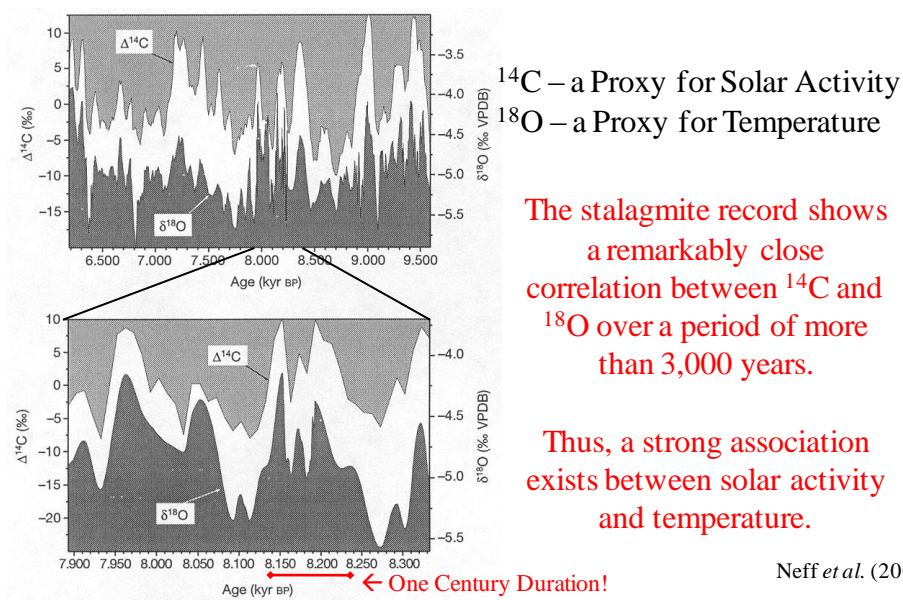 10
5
0
−5
−10
−15
Δ¹⁴C (‰)
Δ¹⁴C
δ¹⁸O
−3.5
−4.0
−4.5
−5.0
−5.5
δ¹⁸O (‰ VPDB)
6.500 7.000 7.500 8.000 8.500 9.000 9.500
Age (kyr BP)
10
5
0
−5
−10
−15
−20
Δ¹⁴C (‰)
Δ¹⁴C
δ¹⁸O
−4.0
−4.5
−5.0
−5.5
δ¹⁸O (‰ VPDB)
7.900 7.950 8.000 8.050 8.100 8.150 8.200 8.250 8.300
Age (kyr BP)
← One Century Duration!
¹⁴C – a Proxy for Solar Activity
¹⁸O – a Proxy for Temperature
The stalagmite record shows
a remarkably close
correlation between ¹⁴C and
¹⁸O over a period of more
than 3,000 years.
Thus, a strong association
exists between solar activity
and temperature.
Neff et al. (20